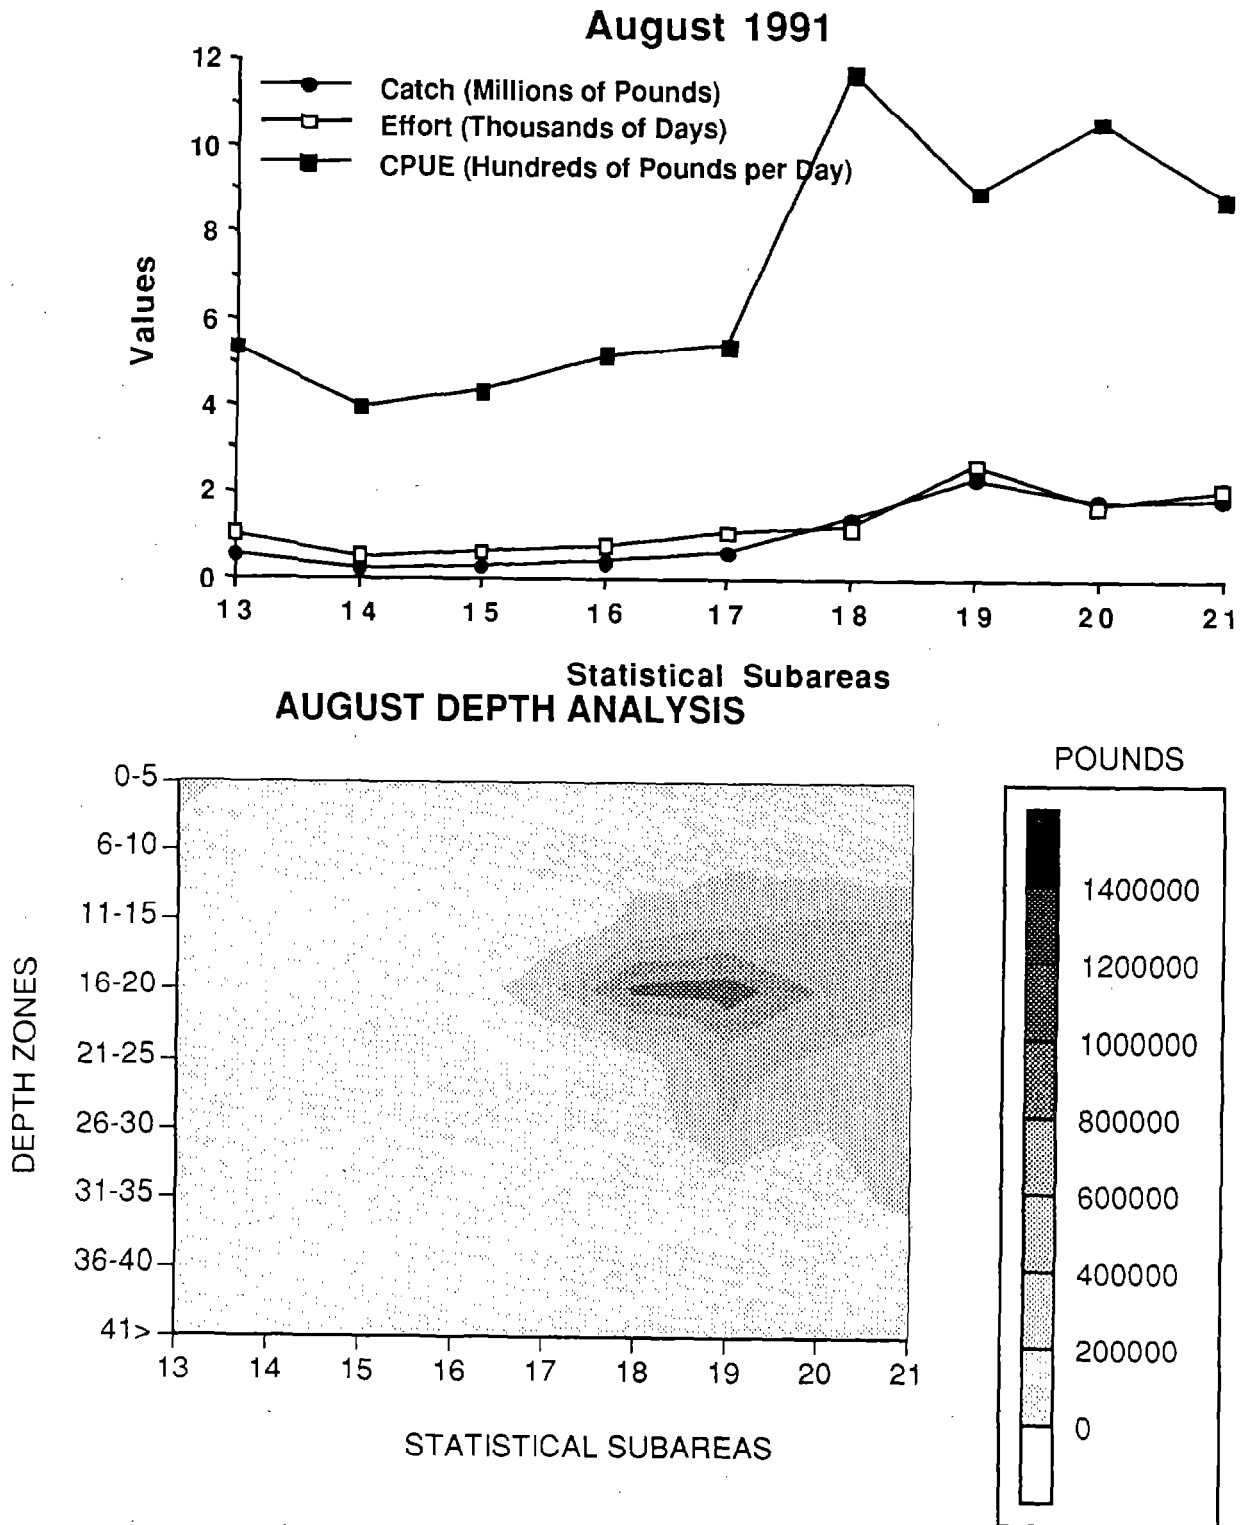 August 1991
12
10
8
6
4
2
0
Values
Catch (Millions of Pounds)
Effort (Thousands of Days)
CPUE (Hundreds of Pounds per Day)
13 14 15 16 17 18 19 20 21
Statistical Subareas
AUGUST DEPTH ANALYSIS
POUNDS
0-5
6-10
11-15
16-20
21-25
26-30
31-35
36-40
41>
DEPTH ZONES
13 14 15 16 17 18 19 20 21
STATISTICAL SUBAREAS
1400000
1200000
1000000
800000
600000
400000
200000
0